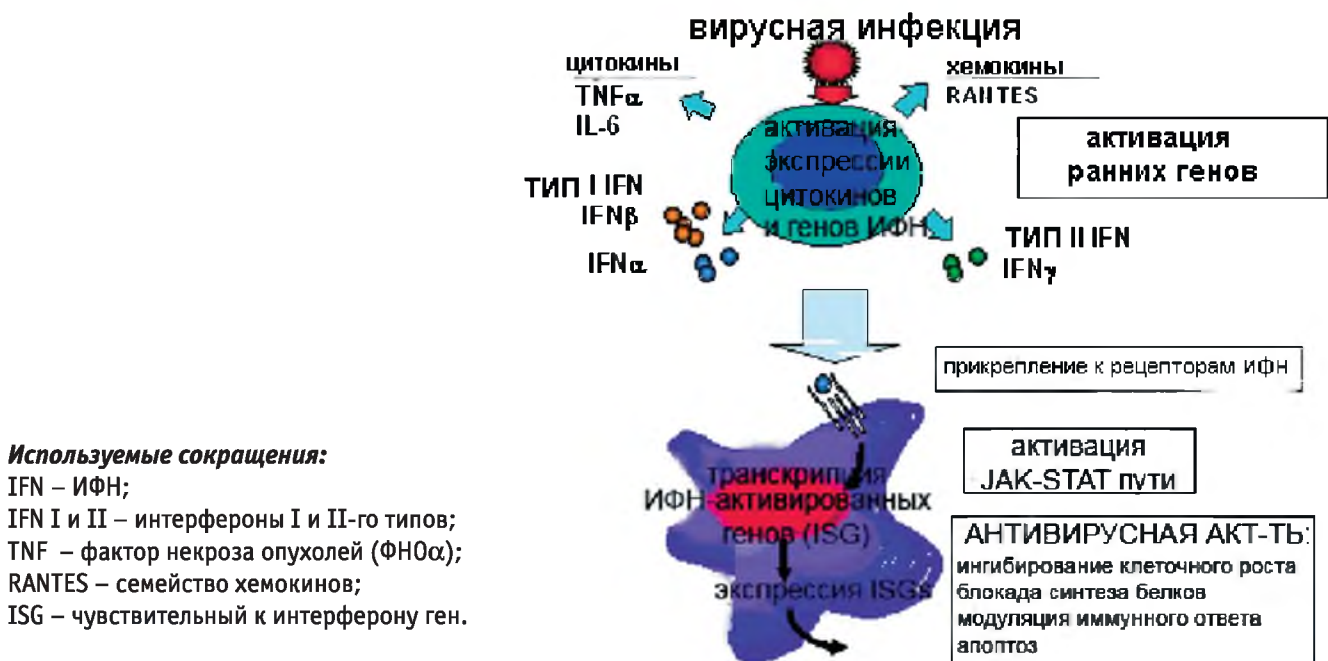 вирусная инфекция
цитокины
TNFα
IL-6
хемокины
RANTES
активация
экспрессии
цитокинов
и генов ИФН
активация
ранних генов
ТИП I IFN
IFNβ
IFNα
ТИП II IFN
IFNγ
прикрепление к рецепторам ИФН
активация
JAK-STAT пути
транскрипция
ИФН-активированных
генов (ISG)
экспрессия ISGs
АНТИВИРУСНАЯ АКТ-ТЬ:
ингибирование клеточного роста
блокада синтеза белков
модуляция иммунного ответа
апоптоз
Используемые сокращения:
IFN – ИФН;
IFN I и II – интерфероны I и II-го типов;
TNF – фактор некроза опухолей (ФНОα);
RANTES – семейство хемокинов;
ISG – чувствительный к интерферону ген.